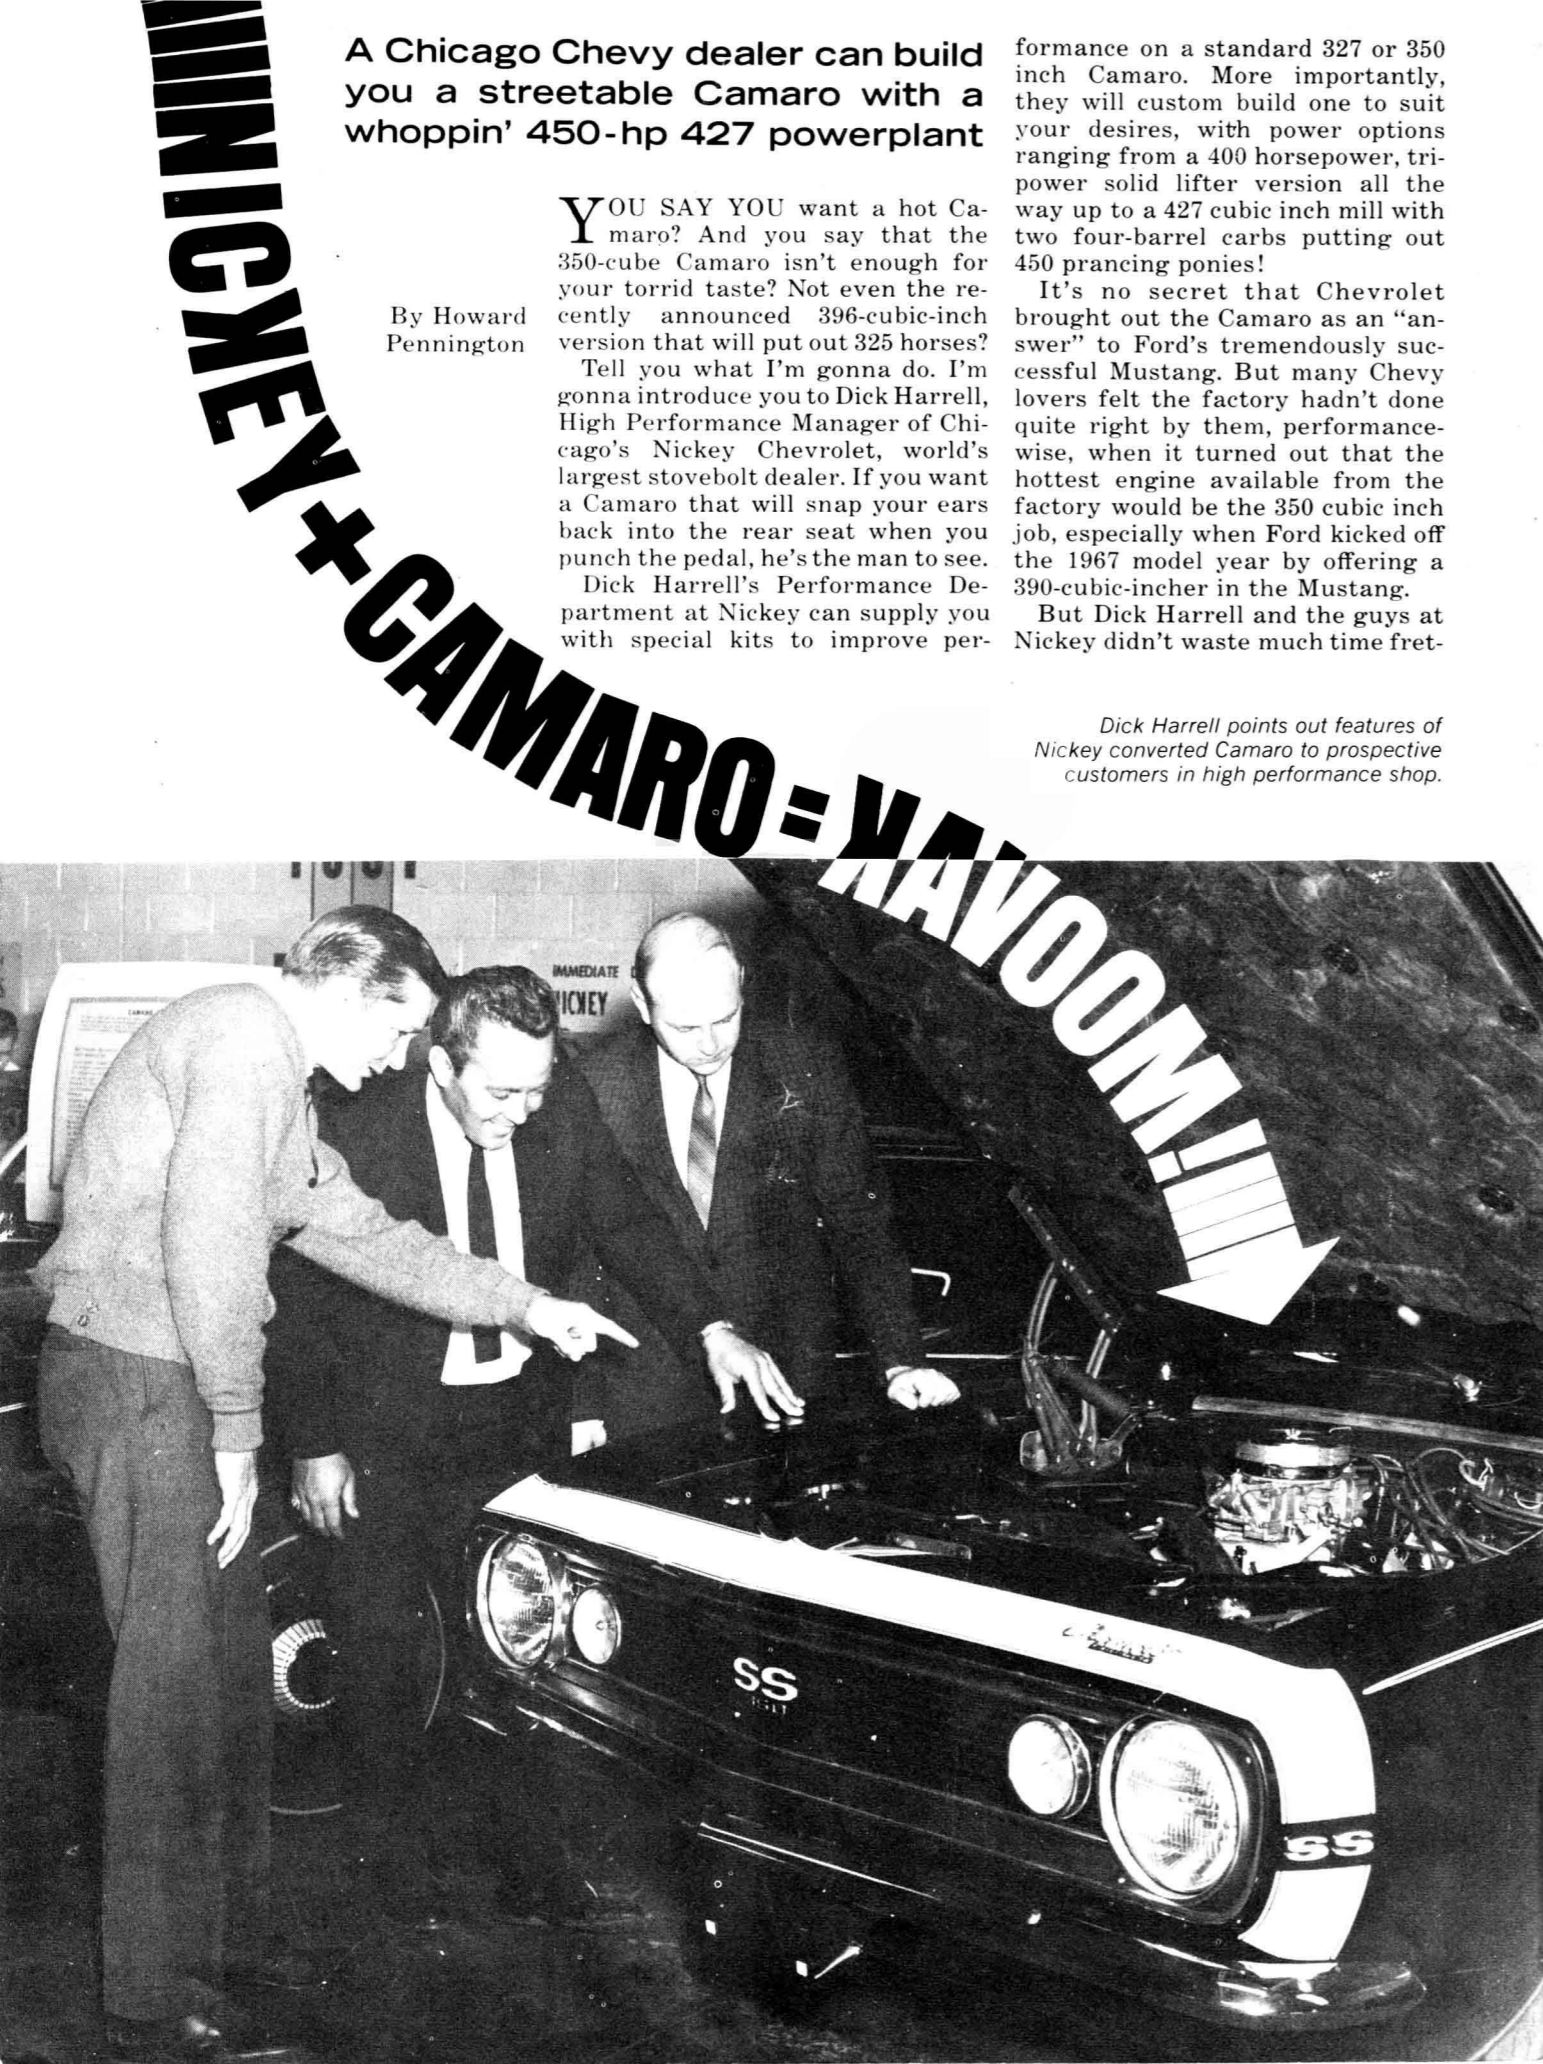 NICKEY + CAMARO = KAVOOM!
A Chicago Chevy dealer can build
you a streetable Camaro with a
whoppin' 450-hp 427 powerplant
By Howard
Pennington
YOU SAY YOU want a hot Ca-
maro? And you say that the
350-cube Camaro isn't enough for
your torrid taste? Not even the re-
cently announced 396-cubic-inch
version that will put out 325 horses?
Tell you what I'm gonna do. I'm
gonna introduce you to Dick Harrell,
High Performance Manager of Chi-
cago's Nickey Chevrolet, world's
largest stovebolt dealer. If you want
a Camaro that will snap your ears
back into the rear seat when you
punch the pedal, he's the man to see.
Dick Harrell's Performance De-
partment at Nickey can supply you
with special kits to improve per-
formance on a standard 327 or 350
inch Camaro. More importantly,
they will custom build one to suit
your desires, with power options
ranging from a 400 horsepower, tri-
power solid lifter version all the
way up to a 427 cubic inch mill with
two four-barrel carbs putting out
450 prancing ponies!
It's no secret that Chevrolet
brought out the Camaro as an "an-
swer" to Ford's tremendously suc-
cessful Mustang. But many Chevy
lovers felt the factory hadn't done
quite right by them, performance-
wise, when it turned out that the
hottest engine available from the
factory would be the 350 cubic inch
job, especially when Ford kicked off
the 1967 model year by offering a
390-cubic-incher in the Mustang.
But Dick Harrell and the guys at
Nickey didn't waste much time fret-
Dick Harrell points out features of
Nickey converted Camaro to prospective
customers in high performance shop.
IMMEDIATE
NICKEY
Camaro
SS
SS